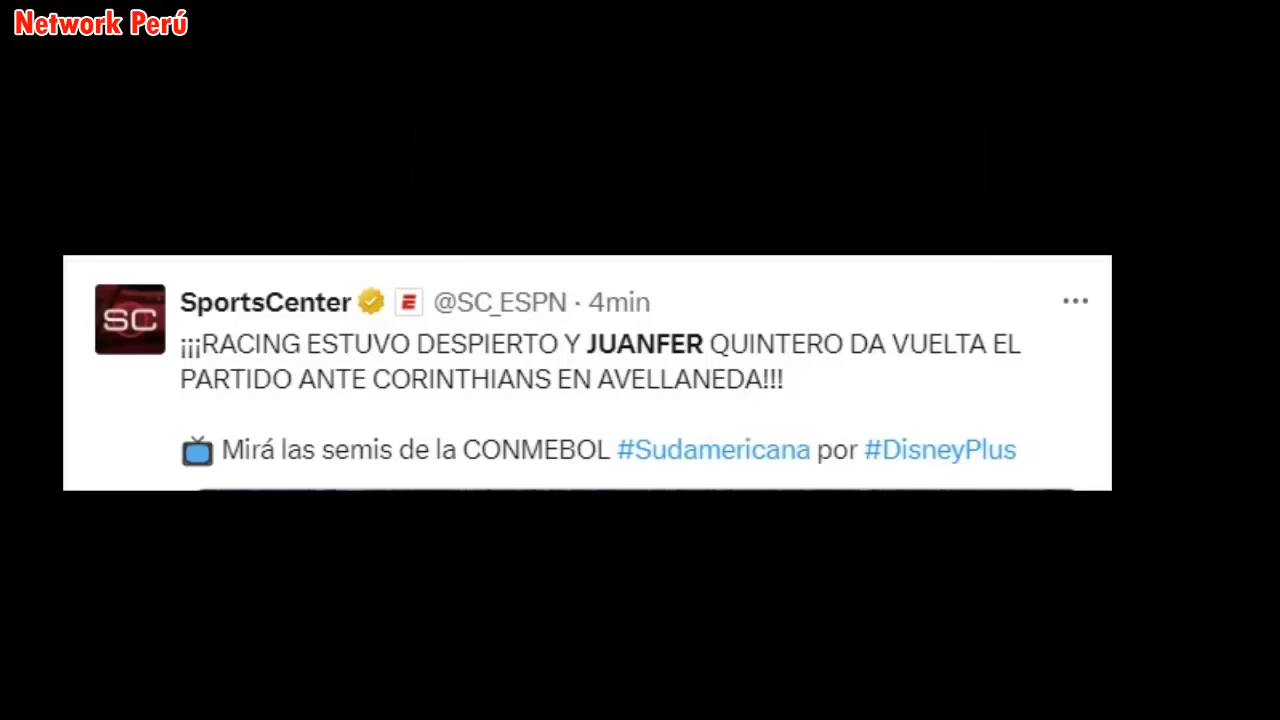 Network Perú
SC
SportsCenter @SC_ESPN · 4min
¡¡¡RACING ESTUVO DESPIERTO Y JUANFER QUINTERO DA VUELTA EL
PARTIDO ANTE CORINTHIANS EN AVELLANEDA!!!
Mirá las semis de la CONMEBOL #Sudamericana por #DisneyPlus